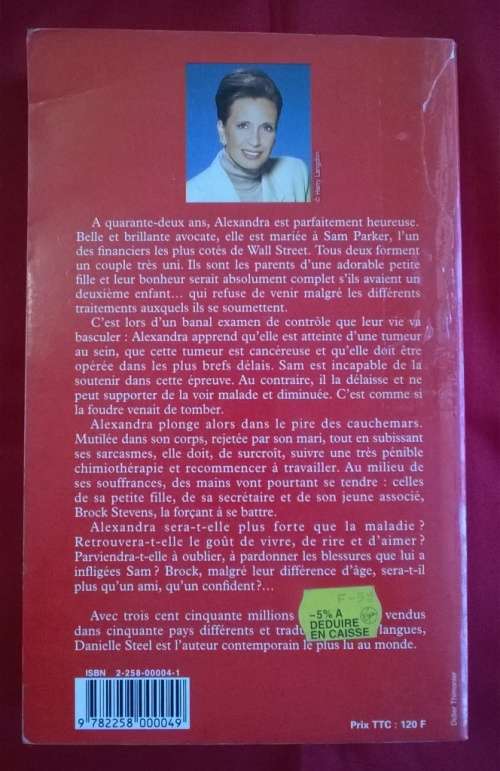 © Harry Langdon
A quarante-deux ans, Alexandra est parfaitement heureuse.
Belle et brillante avocate, elle est mariée à Sam Parker, l'un
des financiers les plus cotés de Wall Street. Tous deux forment
un couple très uni. Ils sont les parents d'une adorable petite
fille et leur bonheur serait absolument complet s'ils avaient un
deuxième enfant... qui refuse de venir malgré les différents
traitements auxquels ils se soumettent.
C'est lors d'un banal examen de contrôle que leur vie va
basculer : Alexandra apprend qu'elle est atteinte d'une tumeur
au sein, que cette tumeur est cancéreuse et qu'elle doit être
opérée dans les plus brefs délais. Sam est incapable de la
soutenir dans cette épreuve. Au contraire, il la délaisse et ne
peut supporter de la voir malade et diminuée. C'est comme si
la foudre venait de tomber.
Alexandra plonge alors dans le pire des cauchemars.
Mutilée dans son corps, rejetée par son mari, tout en subissant
ses sarcasmes, elle doit, de surcroît, suivre une très pénible
chimiothérapie et recommencer à travailler. Au milieu de
ses souffrances, des mains vont pourtant se tendre : celles
de sa petite fille, de sa secrétaire et de son jeune associé,
Brock Stevens, la forçant à se battre.
Alexandra sera-t-elle plus forte que la maladie ?
Retrouvera-t-elle le goût de vivre, de rire et d'aimer ?
Parviendra-t-elle à oublier, à pardonner les blessures que lui a
infligées Sam ? Brock, malgré leur différence d'âge, sera-t-il
plus qu'un ami, qu'un confident ?...
-5% A
DEDUIRE
EN CAISSE
Virgin
Avec trois cent cinquante millions vendus
dans cinquante pays différents et langues,
Danielle Steel est l'auteur contemporain le plus lu au monde.
ISBN 2-258-00004-1
9 782258 000049
Prix TTC : 120 F
Didier Thimonier